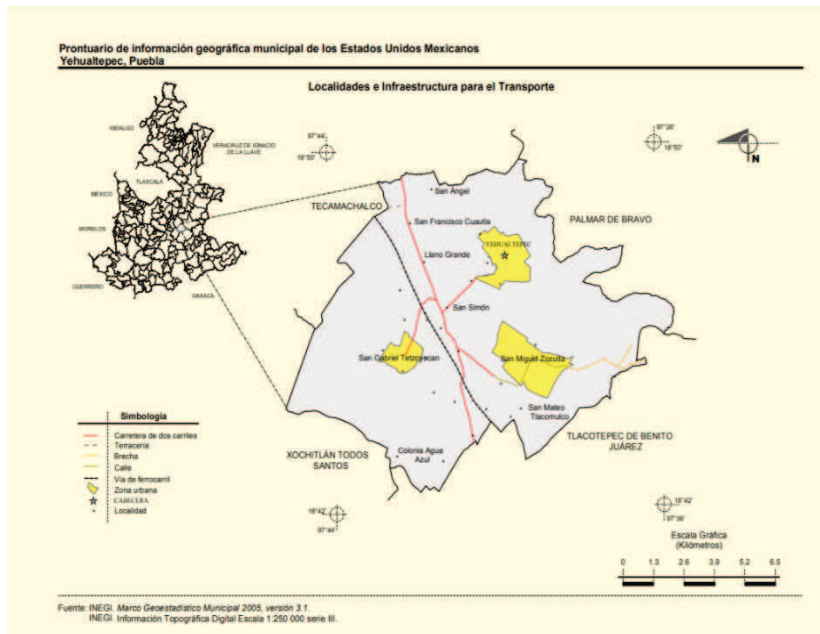 Prontuario de información geográfica municipal de los Estados Unidos Mexicanos
Yehualtepec, Puebla
Localidades e Infraestructura para el Transporte
HIDALGO
VERACRUZ DE IGNACIO
DE LA LLAVE
TLAXCALA
MÉXICO
MORELOS
GUERRERO
OAXACA
97°44'
18°50'
97°36'
18°50'
N
TECAMACHALCO
San Ángel
San Francisco Cuautla
PALMAR DE BRAVO
YEHUALTEPEC
Llano Grande
San Simón
San Gabriel Tetzoyocan
San Miguel Zozutla
San Mateo
Tlacomulco
TLACOTEPEC DE BENITO
JUÁREZ
XOCHITLÁN TODOS
SANTOS
Colonia Agua
Azul
Simbología
Carretera de dos carriles
Terracería
Brecha
Calle
Vía de ferrocarril
Zona urbana
CABECERA
Localidad
18°42'
97°44'
18°42'
97°36'
Escala Gráfica
(Kilómetros)
0 1.3 2.6 3.9 5.2 6.5
Fuente: INEGI. Marco Geoestadístico Municipal 2005, versión 3.1.
INEGI. Información Topográfica Digital Escala 1:250 000 serie III.